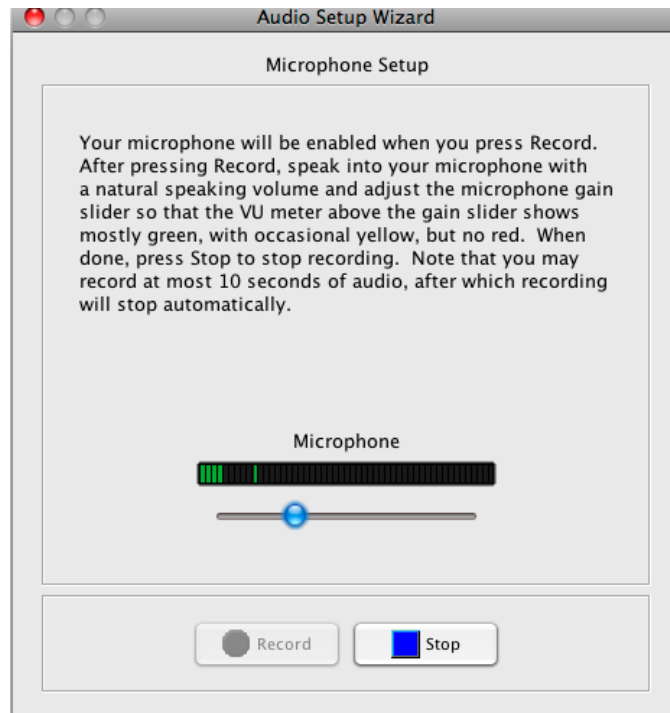 Audio Setup Wizard
Microphone Setup
Your microphone will be enabled when you press Record.
After pressing Record, speak into your microphone with
a natural speaking volume and adjust the microphone gain
slider so that the VU meter above the gain slider shows
mostly green, with occasional yellow, but no red.  When
done, press Stop to stop recording.  Note that you may
record at most 10 seconds of audio, after which recording
will stop automatically.
Microphone
Record Stop